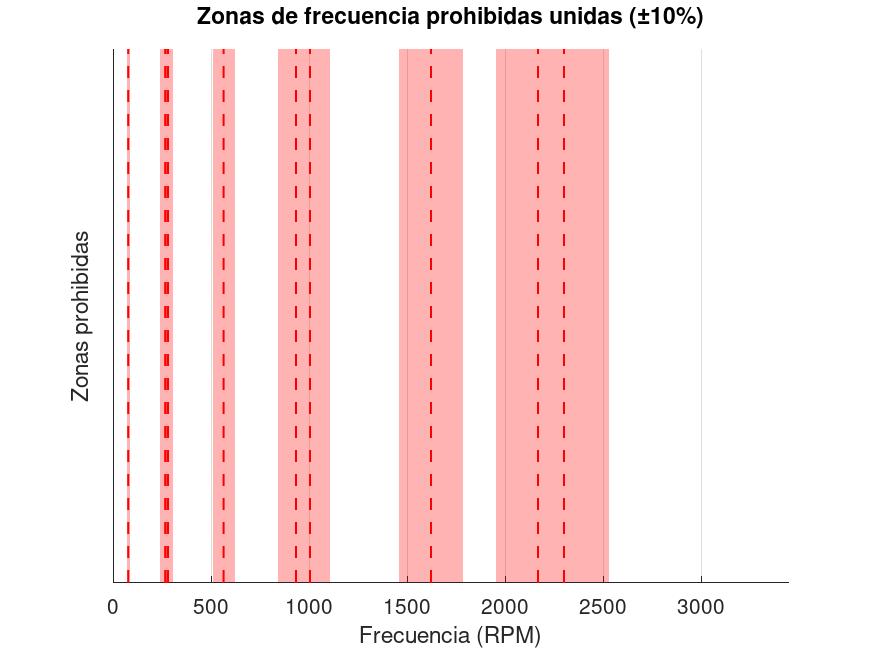 Zonas de frecuencia prohibidas unidas (±10%)
Zonas prohibidas
0 500 1000 1500 2000 2500 3000
Frecuencia (RPM)